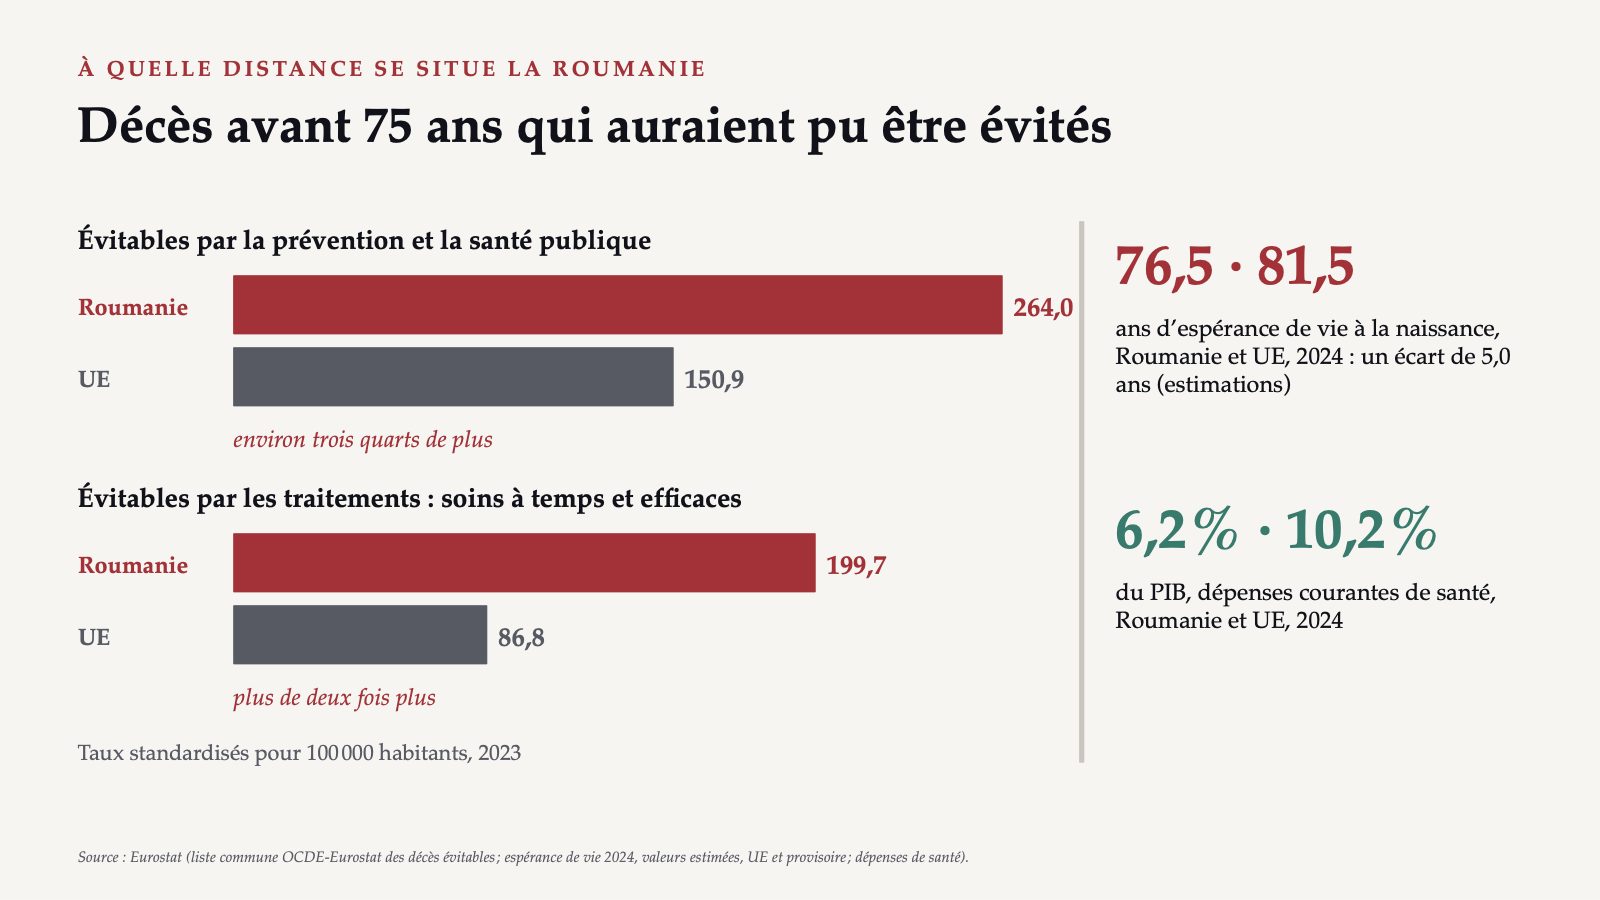 À QUELLE DISTANCE SE SITUE LA ROUMANIE
Décès avant 75 ans qui auraient pu être évités
Évitables par la prévention et la santé publique
Roumanie 264,0
UE 150,9
environ trois quarts de plus
Évitables par les traitements : soins à temps et efficaces
Roumanie 199,7
UE 86,8
plus de deux fois plus
Taux standardisés pour 100 000 habitants, 2023
76,5 · 81,5
ans d’espérance de vie à la naissance,
Roumanie et UE, 2024 : un écart de 5,0
ans (estimations)
6,2 % · 10,2 %
du PIB, dépenses courantes de santé,
Roumanie et UE, 2024
Source : Eurostat (liste commune OCDE-Eurostat des décès évitables ; espérance de vie 2024, valeurs estimées, UE et provisoire ; dépenses de santé).